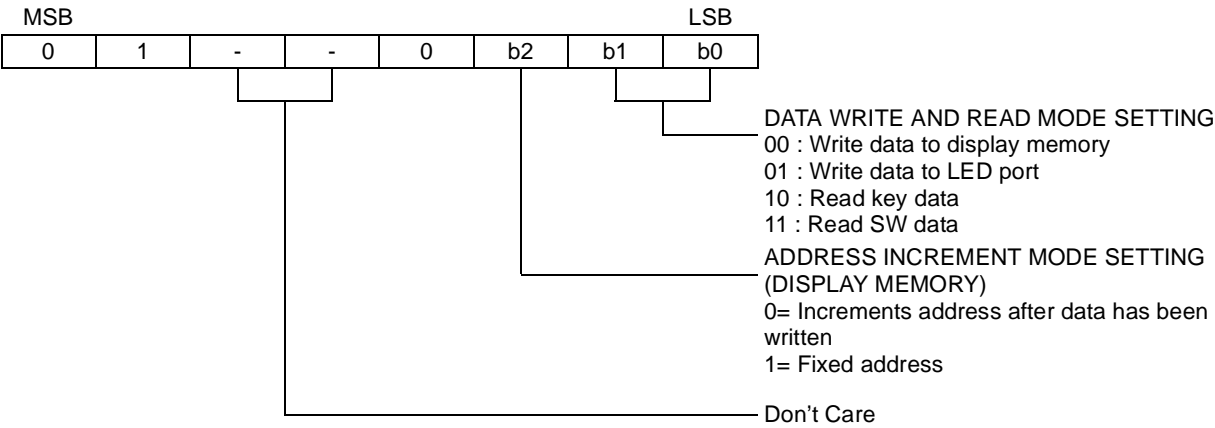 MSB LSB
0 1 - - 0 b2 b1 b0
DATA WRITE AND READ MODE SETTING
00 : Write data to display memory
01 : Write data to LED port
10 : Read key data
11 : Read SW data
ADDRESS INCREMENT MODE SETTING
(DISPLAY MEMORY)
0= Increments address after data has been
written
1= Fixed address
Don't Care